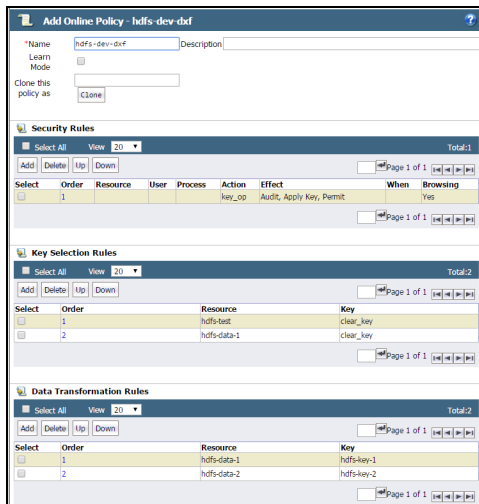 Add Online Policy - hdfs-dev-dxf ?
*Name hdfs-dev-dxf Description
Learn Mode
Clone this policy as
Clone
Security Rules
Select All View 20 Total:1
Add Delete Up Down Page 1 of 1
Select Order Resource User Process Action Effect When Browsing
1 key_op Audit, Apply Key, Permit Yes
Page 1 of 1
Key Selection Rules
Select All View 20 Total:2
Add Delete Up Down Page 1 of 1
Select Order Resource Key
1 hdfs-test clear_key
2 hdfs-data-1 clear_key
Page 1 of 1
Data Transformation Rules
Select All View 20 Total:2
Add Delete Up Down Page 1 of 1
Select Order Resource Key
1 hdfs-data-1 hdfs-key-1
2 hdfs-data-2 hdfs-key-2
Page 1 of 1